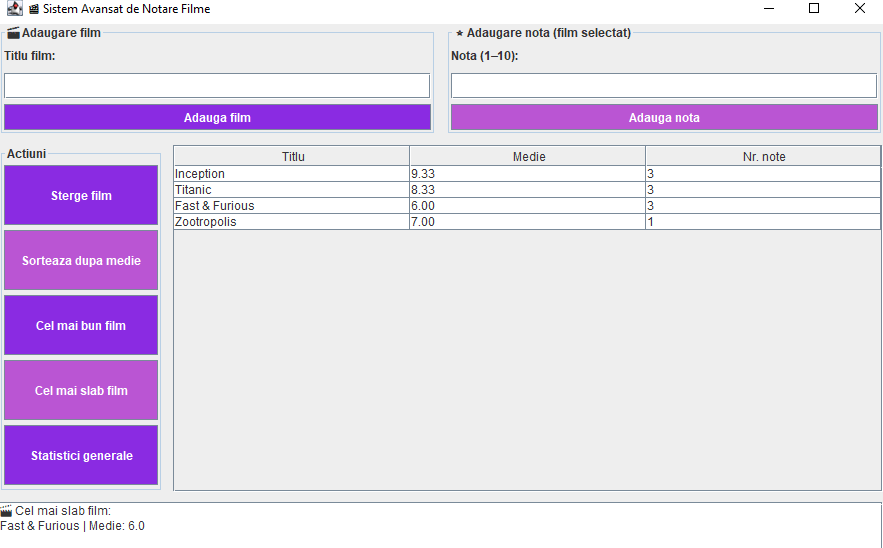 🎬 Sistem Avansat de Notare Filme
🎬 Adaugare film
Titlu film:
Adauga film
★ Adaugare nota (film selectat)
Nota (1–10):
Adauga nota
Actiuni
Sterge film
Sorteaza dupa medie
Cel mai bun film
Cel mai slab film
Statistici generale
Titlu Medie Nr. note
Inception 9.33 3
Titanic 8.33 3
Fast & Furious 6.00 3
Zootropolis 7.00 1
🎬 Cel mai slab film:
Fast & Furious | Medie: 6.0